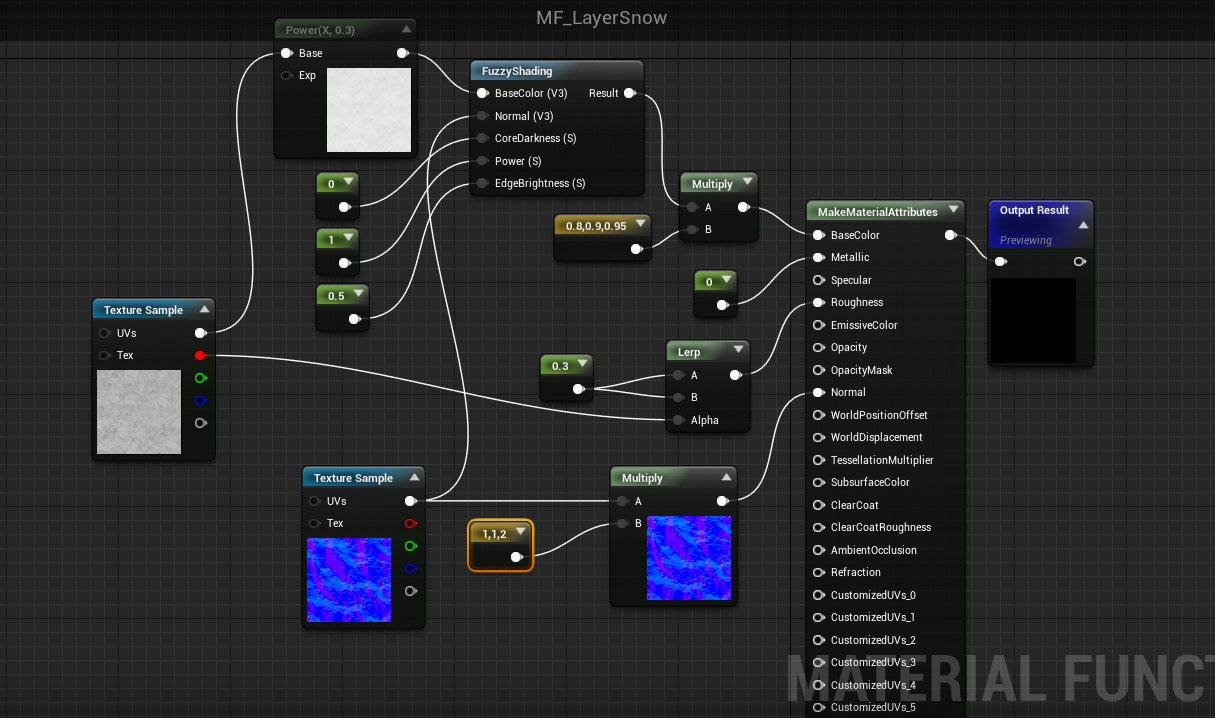 MF_LayerSnow
Power(X, 0.3)
Base
Exp
FuzzyShading
BaseColor (V3) Result
Normal (V3)
CoreDarkness (S)
Power (S)
EdgeBrightness (S)
0
1
0.5
Multiply
A
B
0.8,0.9,0.95
0
Texture Sample
UVs
Tex
0.3
Lerp
A
B
Alpha
Texture Sample
UVs
Tex
1,1,2
Multiply
A
B
MakeMaterialAttributes
BaseColor
Metallic
Specular
Roughness
EmissiveColor
Opacity
OpacityMask
Normal
WorldPositionOffset
WorldDisplacement
TessellationMultiplier
SubsurfaceColor
ClearCoat
ClearCoatRoughness
AmbientOcclusion
Refraction
CustomizedUVs_0
CustomizedUVs_1
CustomizedUVs_2
CustomizedUVs_3
CustomizedUVs_4
CustomizedUVs_5
Output Result
Previewing
MATERIAL FUNCT